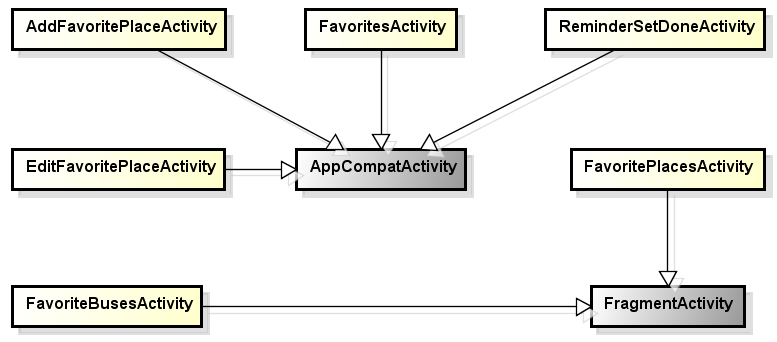 AddFavoritePlaceActivity
FavoritesActivity
ReminderSetDoneActivity
EditFavoritePlaceActivity
AppCompatActivity
FavoritePlacesActivity
FavoriteBusesActivity
FragmentActivity